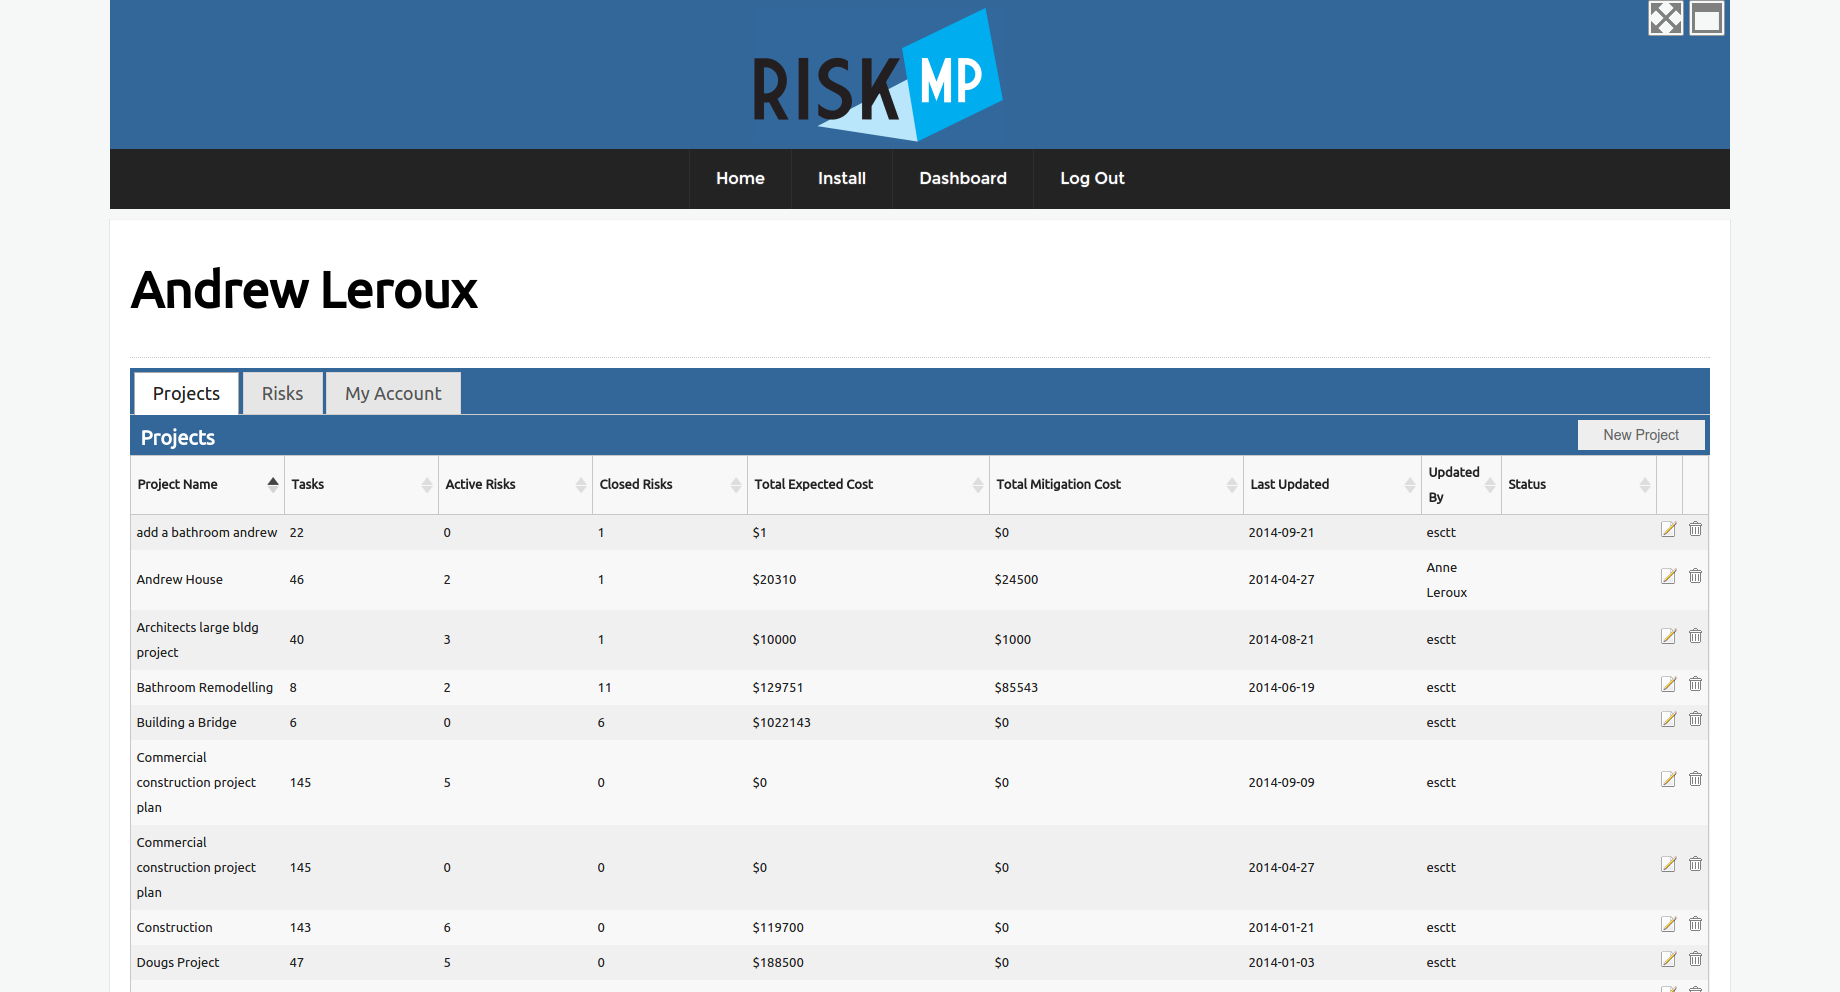 RISK MP
Home Install Dashboard Log Out
Andrew Leroux
Projects Risks My Account
Projects New Project
Project Name Tasks Active Risks Closed Risks Total Expected Cost Total Mitigation Cost Last Updated Updated By Status
add a bathroom andrew 22 0 1 $1 $0 2014-09-21 esctt
Andrew House 46 2 1 $20310 $24500 2014-04-27 Anne Leroux
Architects large bldg project 40 3 1 $10000 $1000 2014-08-21 esctt
Bathroom Remodelling 8 2 11 $129751 $85543 2014-06-19 esctt
Building a Bridge 6 0 6 $1022143 $0 esctt
Commercial construction project plan 145 5 0 $0 $0 2014-09-09 esctt
Commercial construction project plan 145 0 0 $0 $0 2014-04-27 esctt
Construction 143 6 0 $119700 $0 2014-01-21 esctt
Dougs Project 47 5 0 $188500 $0 2014-01-03 esctt